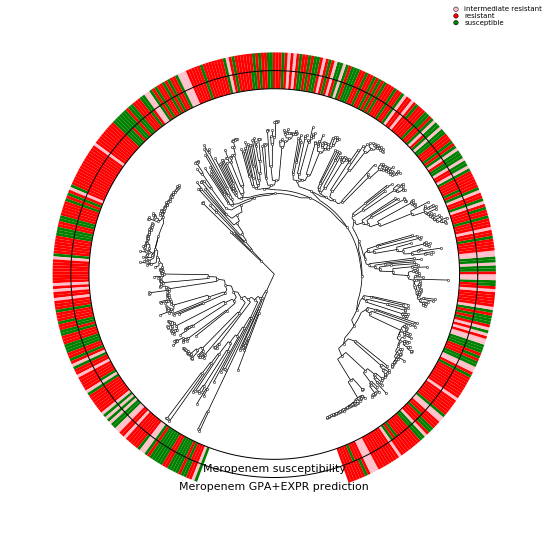 intermediate resistant
resistant
susceptible
Meropenem susceptibility
Meropenem GPA+EXPR prediction